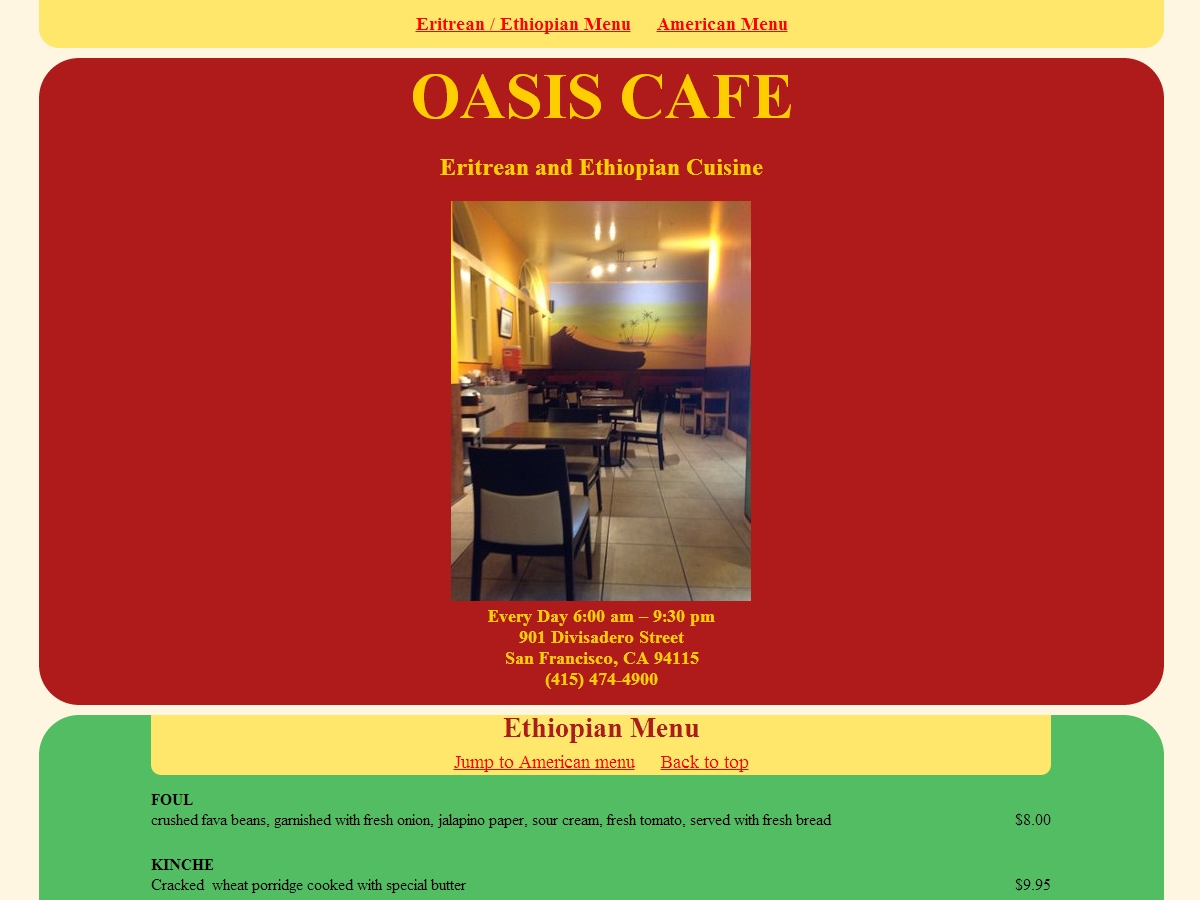 Eritrean / Ethiopian Menu American Menu
OASIS CAFE
Eritrean and Ethiopian Cuisine
Every Day 6:00 am – 9:30 pm
901 Divisadero Street
San Francisco, CA 94115
(415) 474-4900
Ethiopian Menu
Jump to American menu Back to top
FOUL
crushed fava beans, garnished with fresh onion, jalapino paper, sour cream, fresh tomato, served with fresh bread $8.00
KINCHE
Cracked  wheat porridge cooked with special butter $9.95